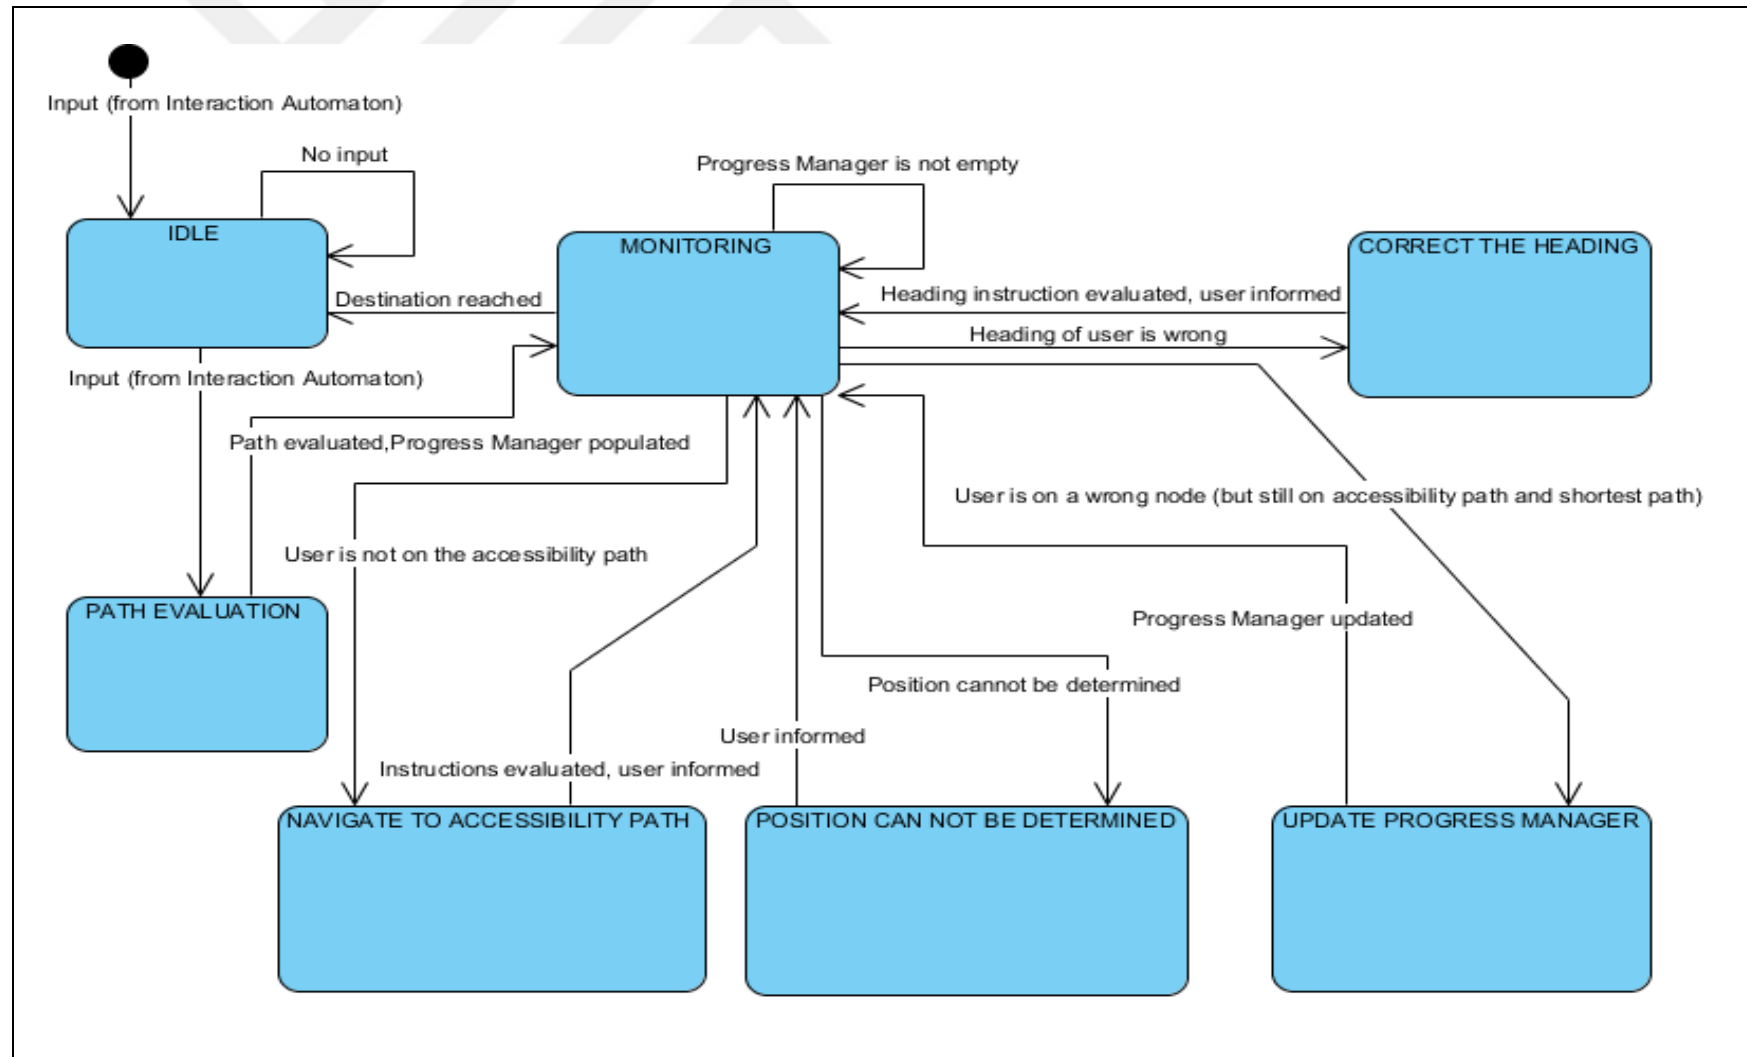 Input (from Interaction Automaton)
No input
Progress Manager is not empty
IDLE
MONITORING
CORRECT THE HEADING
Destination reached
Heading instruction evaluated, user informed
Heading of user is wrong
Input (from Interaction Automaton)
Path evaluated,Progress Manager populated
User is on a wrong node (but still on accessibility path and shortest path)
User is not on the accessibility path
PATH EVALUATION
Progress Manager updated
Position cannot be determined
User informed
Instructions evaluated, user informed
NAVIGATE TO ACCESSIBILITY PATH
POSITION CAN NOT BE DETERMINED
UPDATE PROGRESS MANAGER